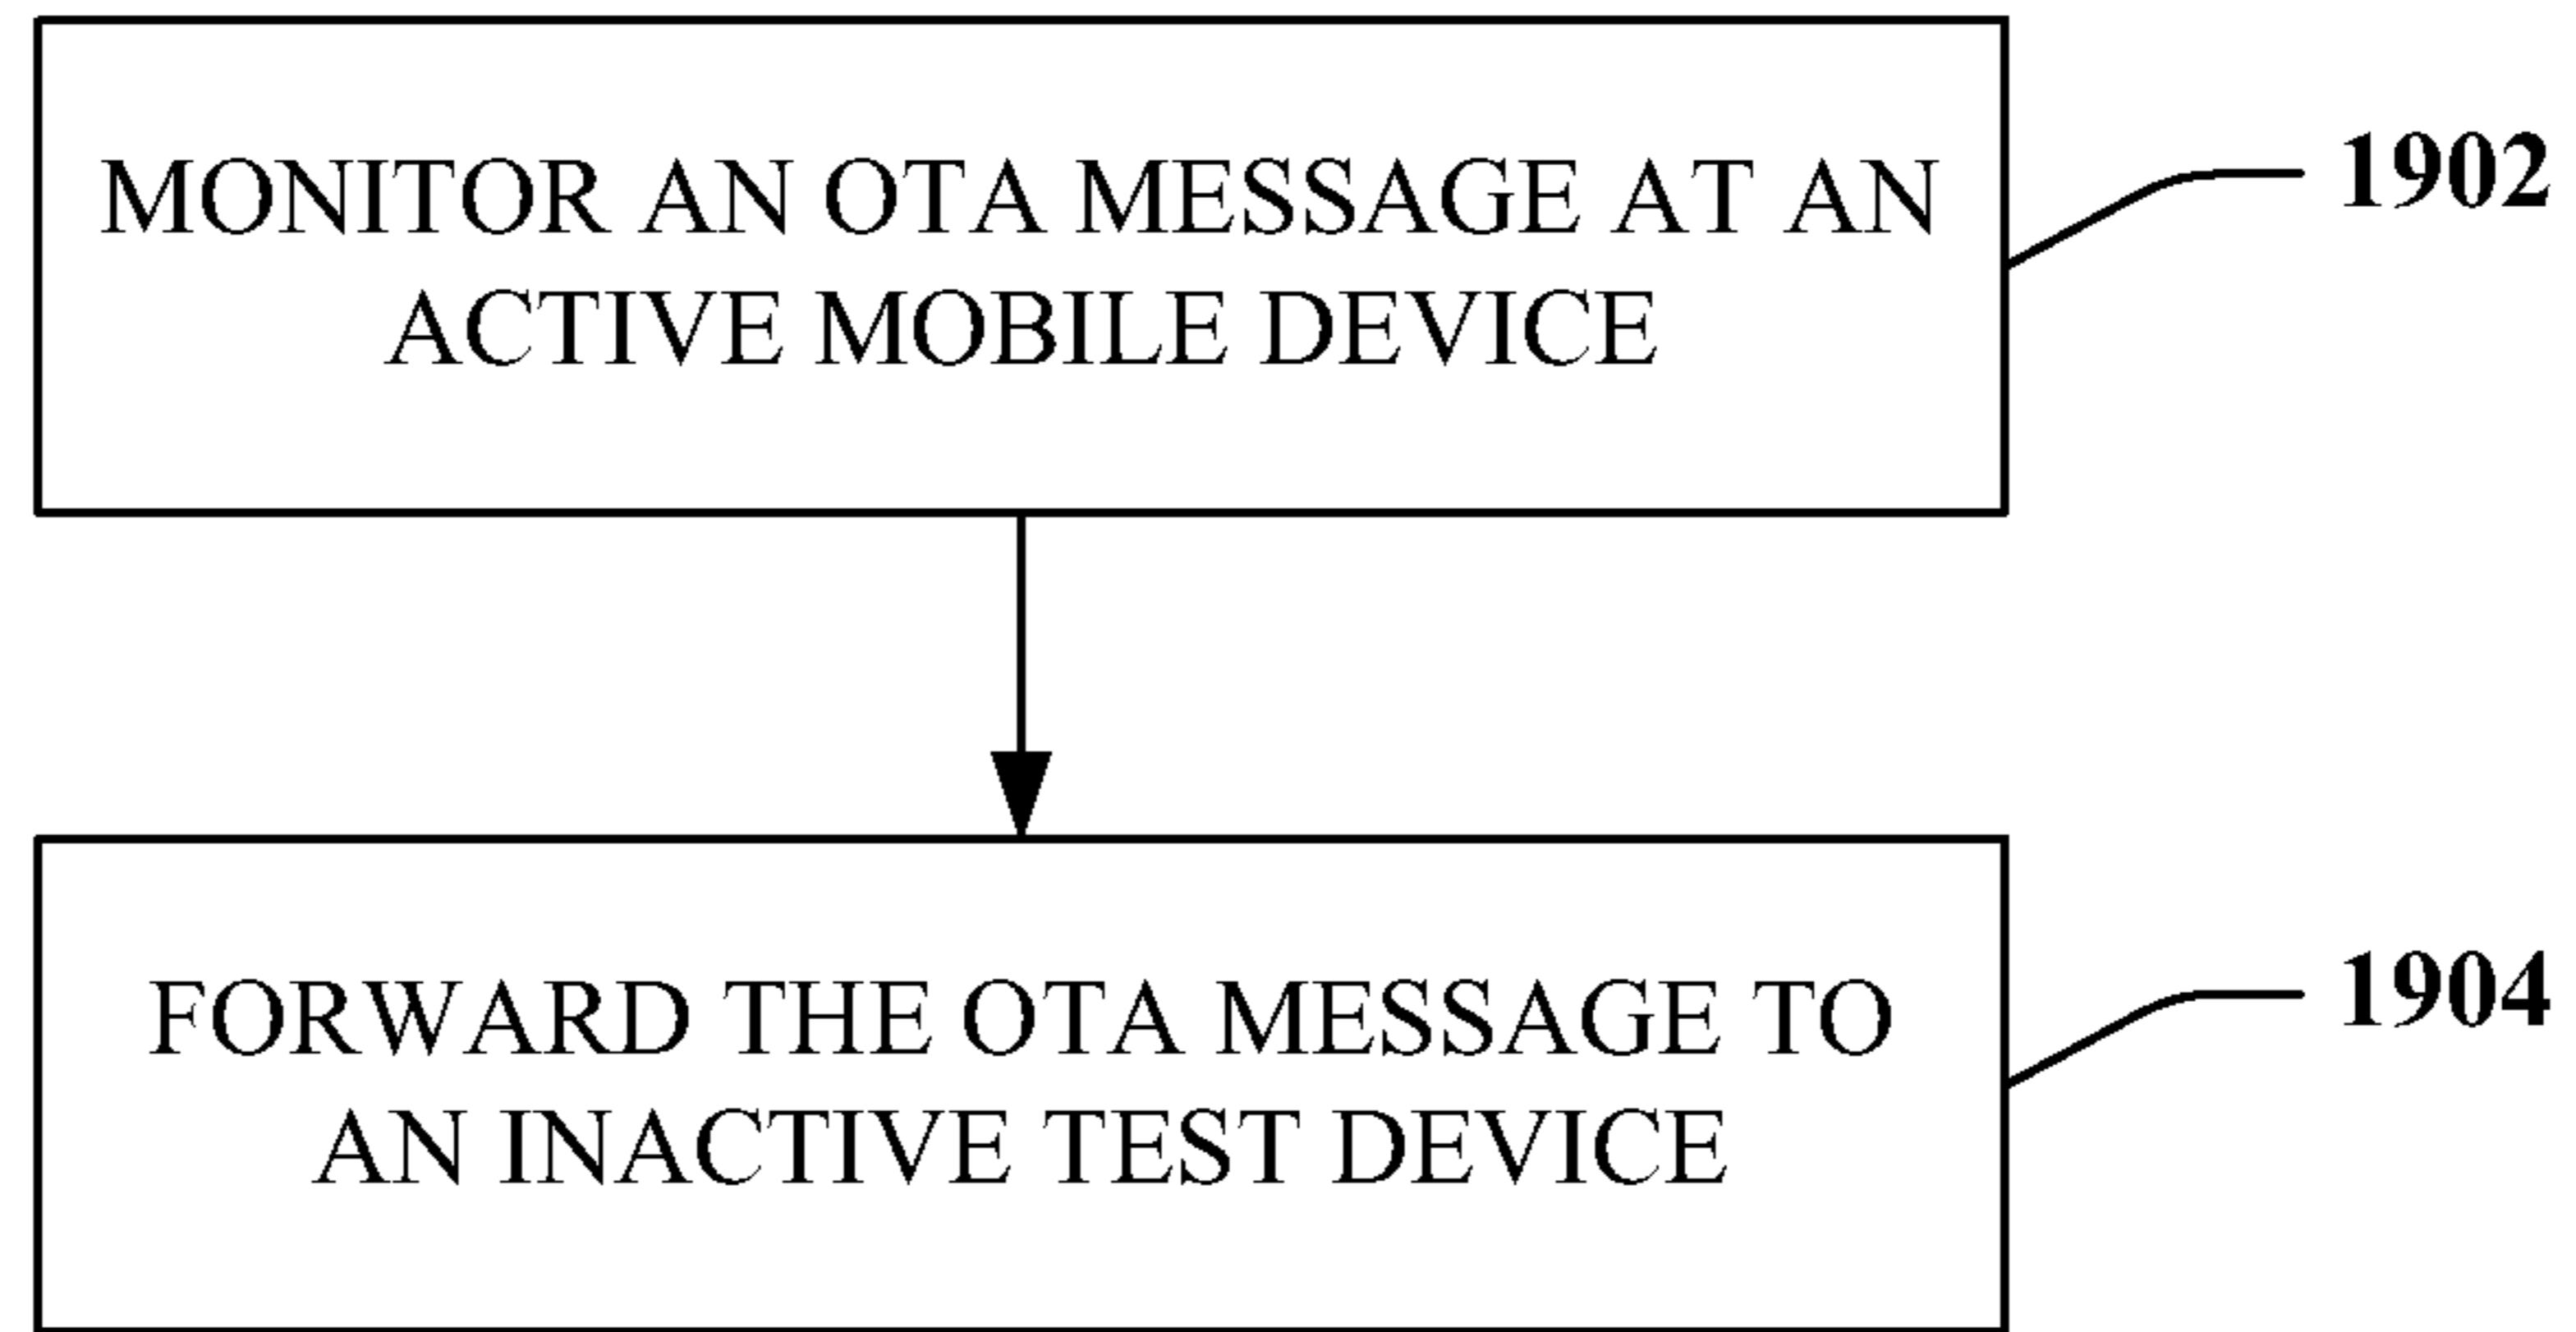 MONITOR AN OTA MESSAGE AT AN
ACTIVE MOBILE DEVICE
1902
FORWARD THE OTA MESSAGE TO
AN INACTIVE TEST DEVICE
1904